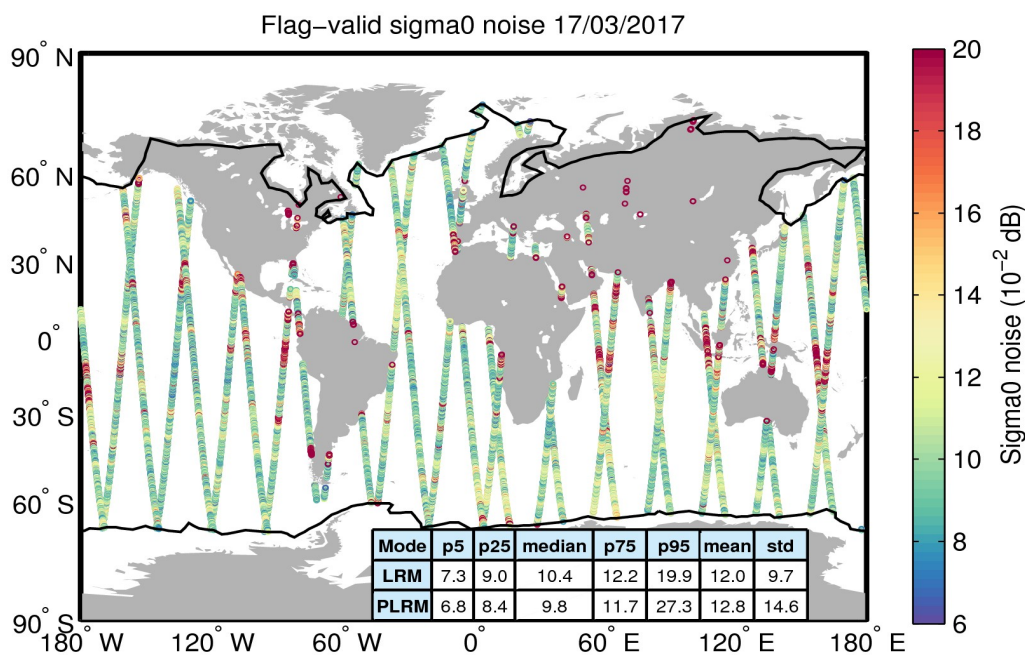 Flag−valid sigma0 noise 17/03/2017
90° N
60° N
30° N
0°
30° S
60° S
90° S
180° W
120° W
60° W
0°
60° E
120° E
180° E
Mode p5 p25 median p75 p95 mean std
LRM 7.3 9.0 10.4 12.2 19.9 12.0 9.7
PLRM 6.8 8.4 9.8 11.7 27.3 12.8 14.6
20
18
16
14
12
10
8
6
Sigma0 noise (10⁻² dB)